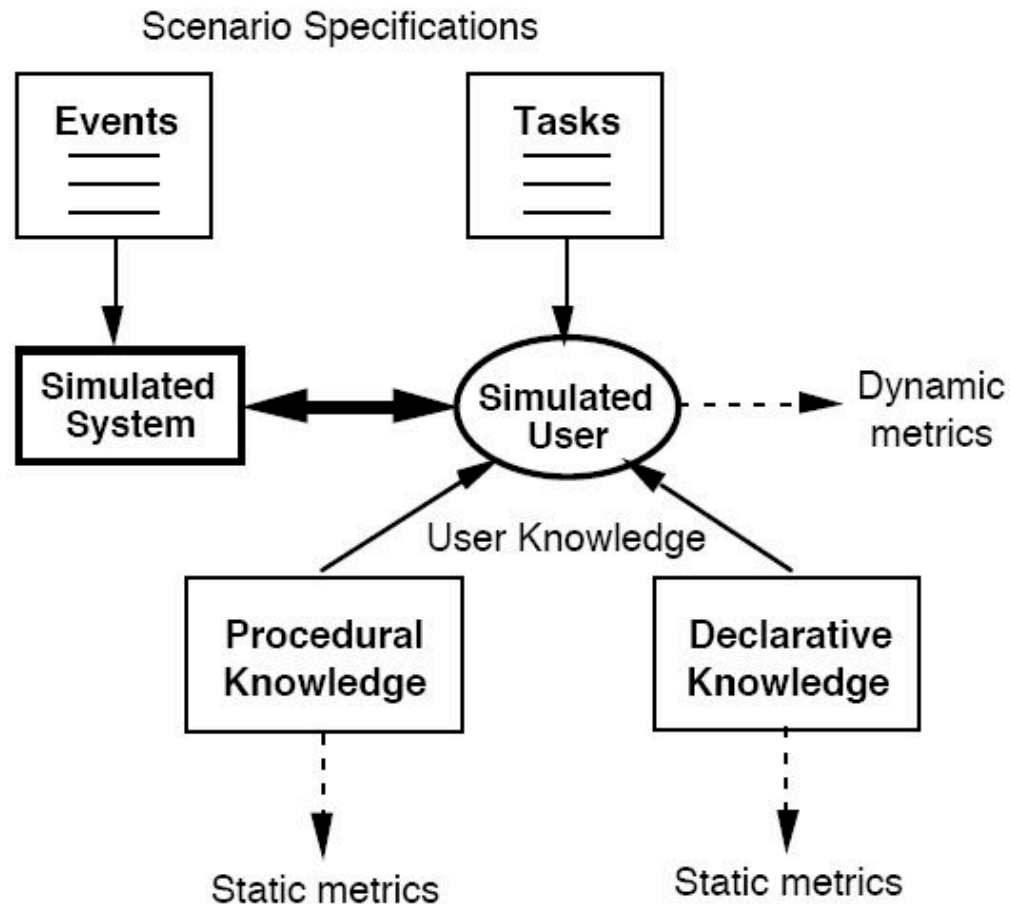 Scenario Specifications
Events
Tasks
Simulated
System
Simulated
User
Dynamic
metrics
User Knowledge
Procedural
Knowledge
Declarative
Knowledge
Static metrics
Static metrics